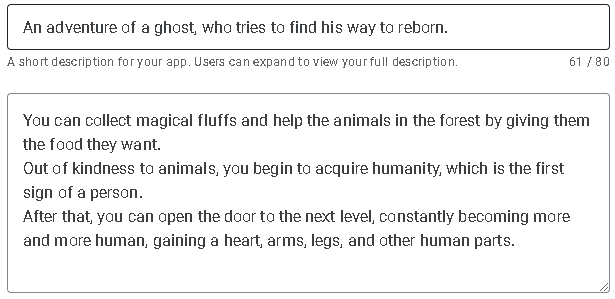 An adventure of a ghost, who tries to find his way to reborn.
A short description for your app. Users can expand to view your full description. 61 / 80
You can collect magical fluffs and help the animals in the forest by giving them
the food they want.
Out of kindness to animals, you begin to acquire humanity, which is the first
sign of a person.
After that, you can open the door to the next level, constantly becoming more
and more human, gaining a heart, arms, legs, and other human parts.